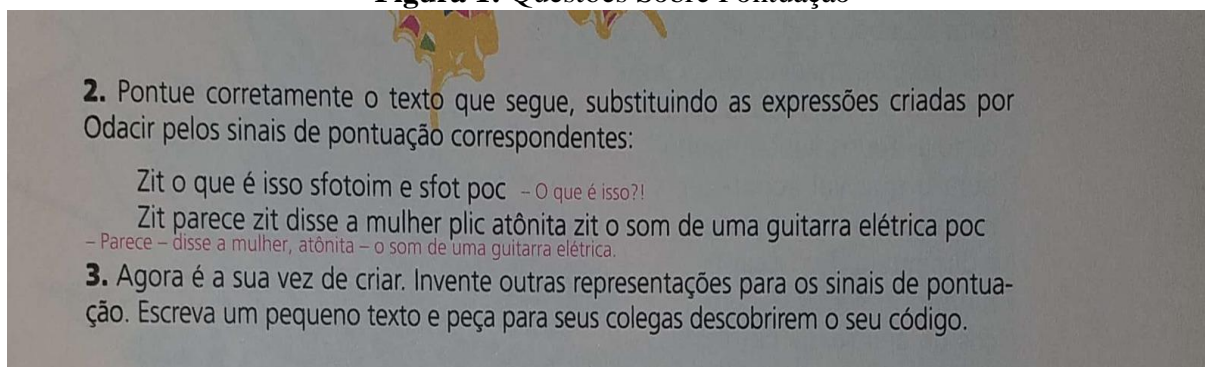 Figura 1: Questões Sobre Pontuação
2. Pontue corretamente o texto que segue, substituindo as expressões criadas por
Odacir pelos sinais de pontuação correspondentes:
Zit o que é isso sfotoim e sfot poc – O que é isso?!
Zit parece zit disse a mulher plic atônita zit o som de uma guitarra elétrica poc
– Parece – disse a mulher, atônita – o som de uma guitarra elétrica.
3. Agora é a sua vez de criar. Invente outras representações para os sinais de pontua-
ção. Escreva um pequeno texto e peça para seus colegas descobrirem o seu código.